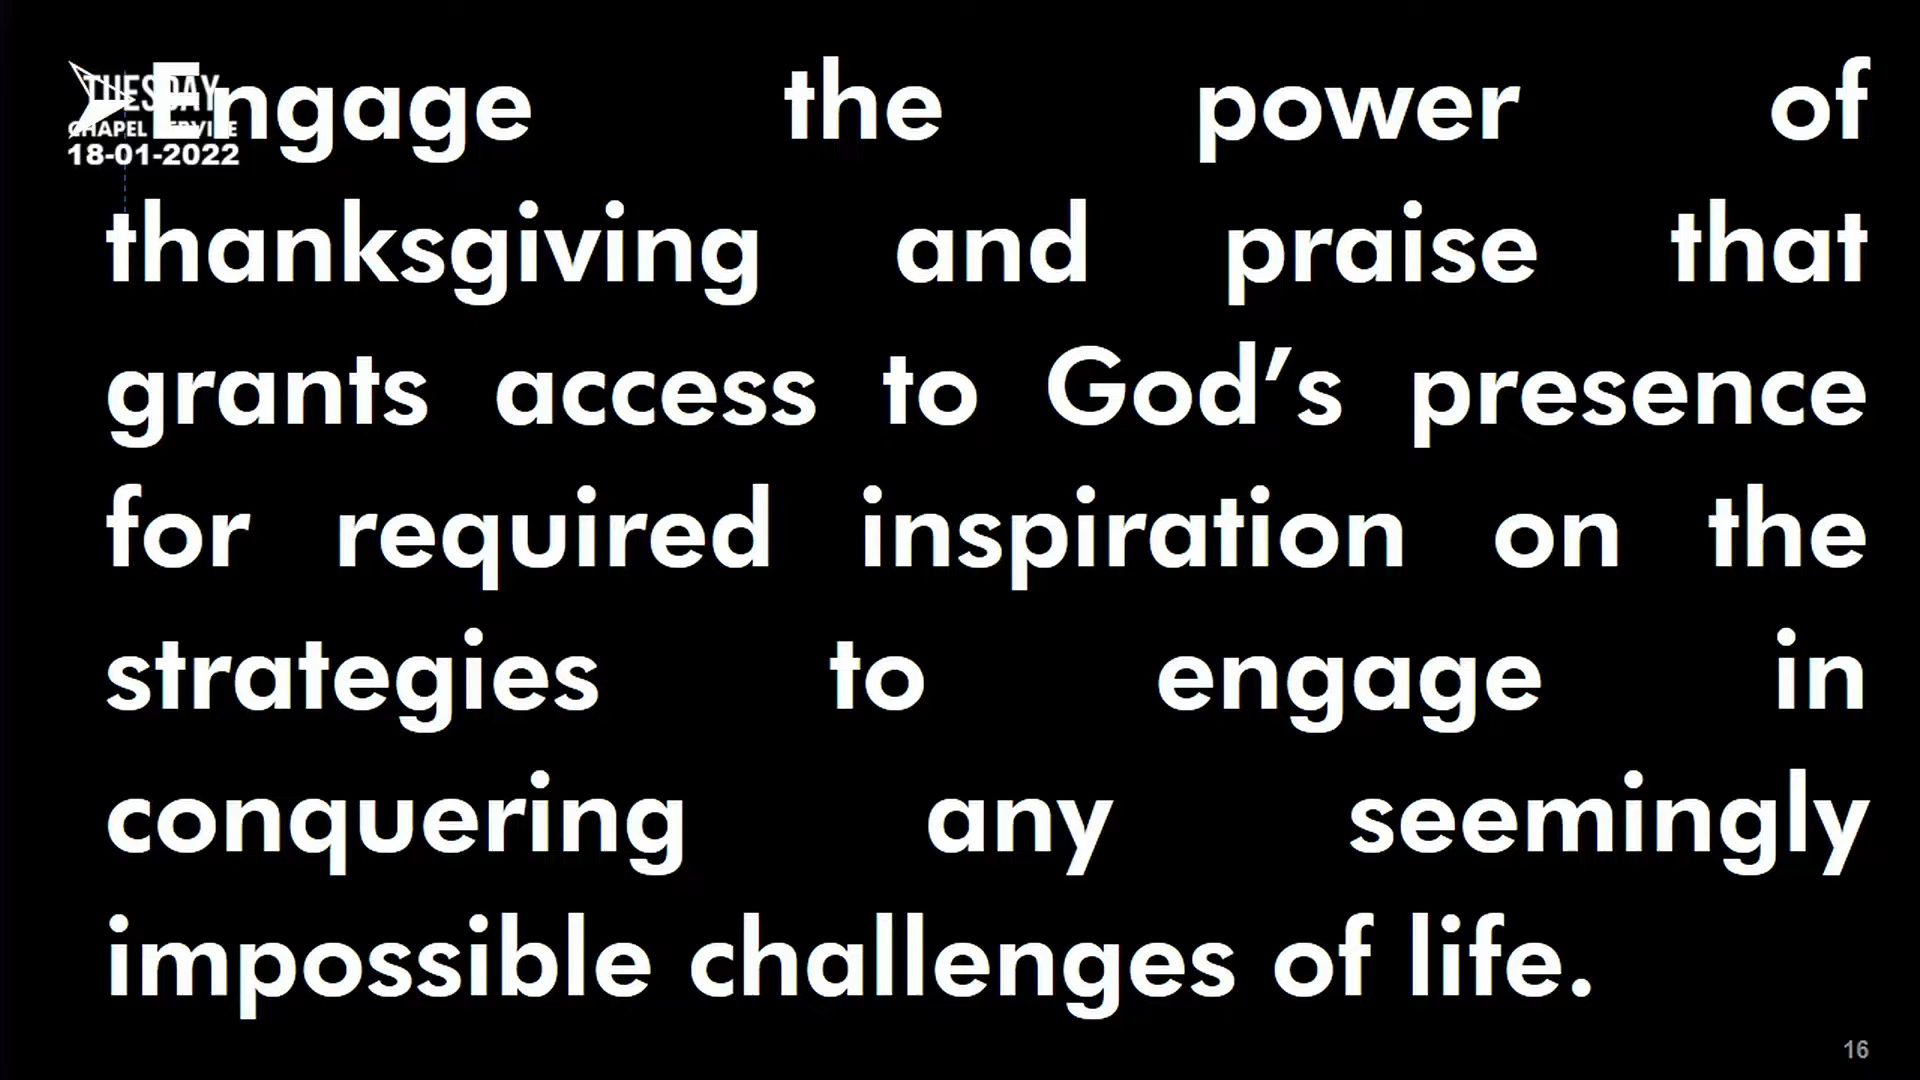 TUESDAY
CHAPEL SERVICE
18-01-2022
➢Engage the power of
thanksgiving and praise that
grants access to God’s presence
for required inspiration on the
strategies to engage in
conquering any seemingly
impossible challenges of life.
16